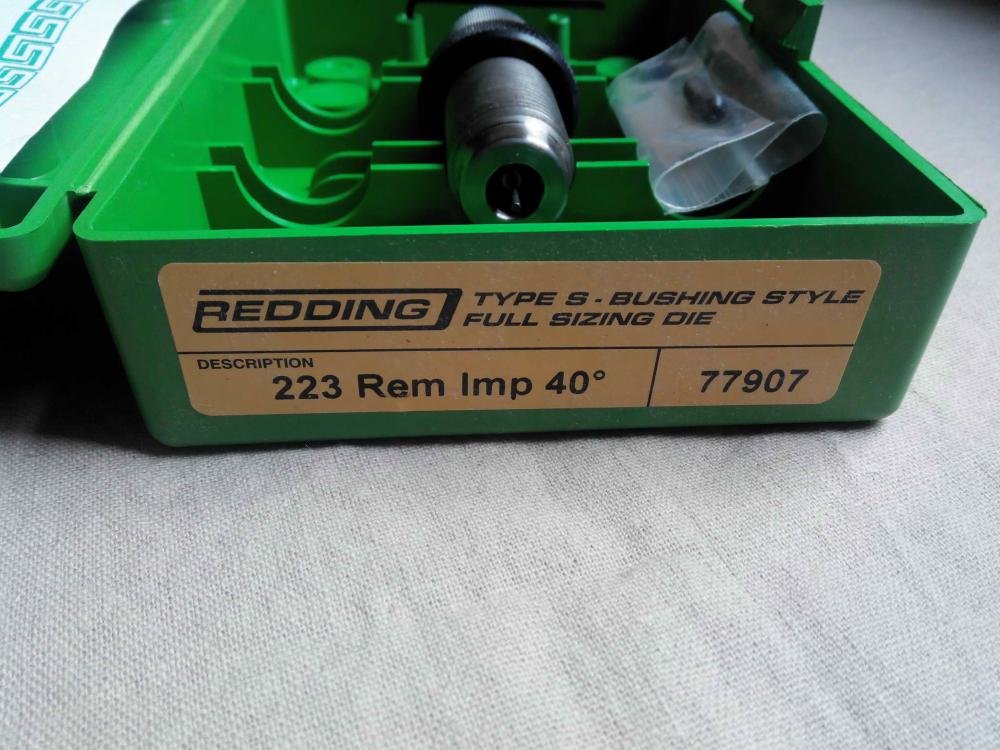 REDDING
TYPE S - BUSHING STYLE
FULL SIZING DIE
DESCRIPTION
223 Rem Imp 40°
77907